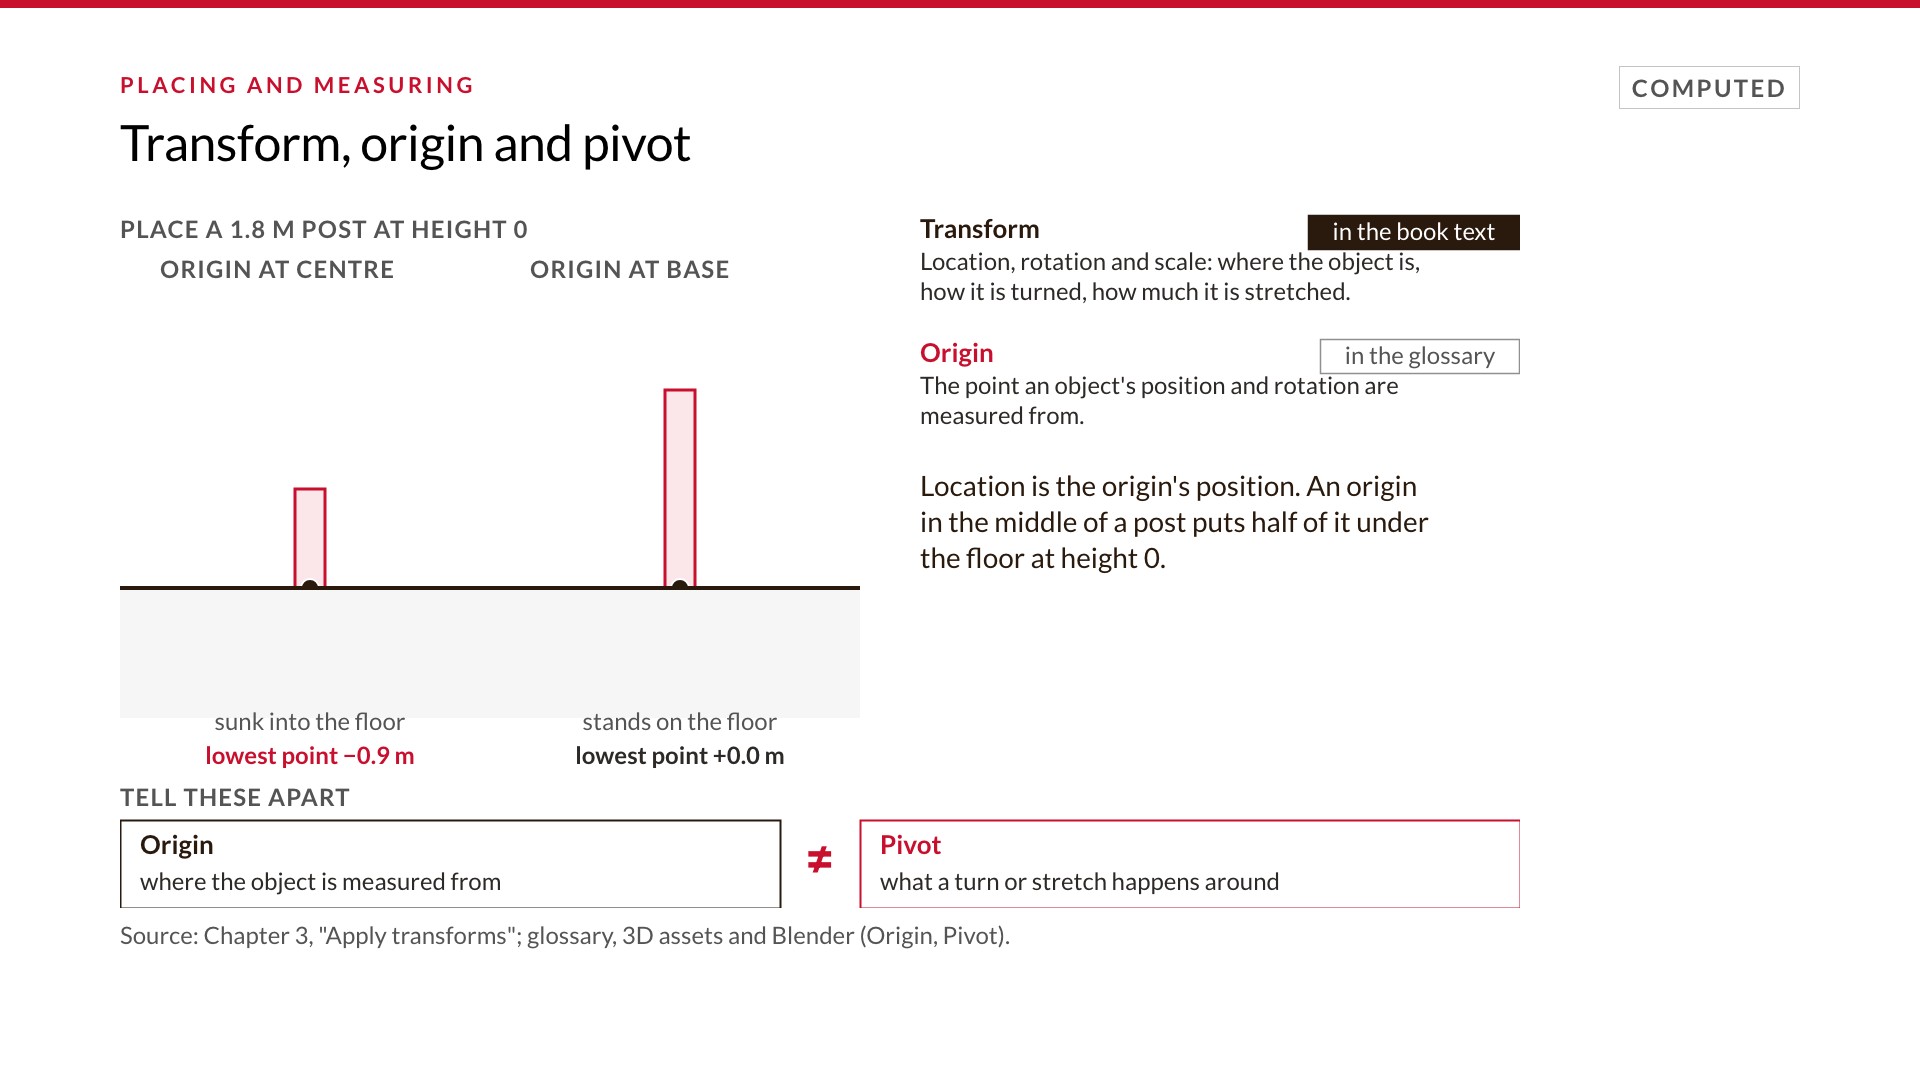 PLACING AND MEASURING
COMPUTED
Transform, origin and pivot
PLACE A 1.8 M POST AT HEIGHT 0
ORIGIN AT CENTRE
ORIGIN AT BASE
sunk into the floor
lowest point −0.9 m
stands on the floor
lowest point +0.0 m
Transform
in the book text
Location, rotation and scale: where the object is,
how it is turned, how much it is stretched.
Origin
in the glossary
The point an object's position and rotation are
measured from.
Location is the origin's position. An origin
in the middle of a post puts half of it under
the floor at height 0.
TELL THESE APART
Origin
where the object is measured from
≠
Pivot
what a turn or stretch happens around
Source: Chapter 3, "Apply transforms"; glossary, 3D assets and Blender (Origin, Pivot).